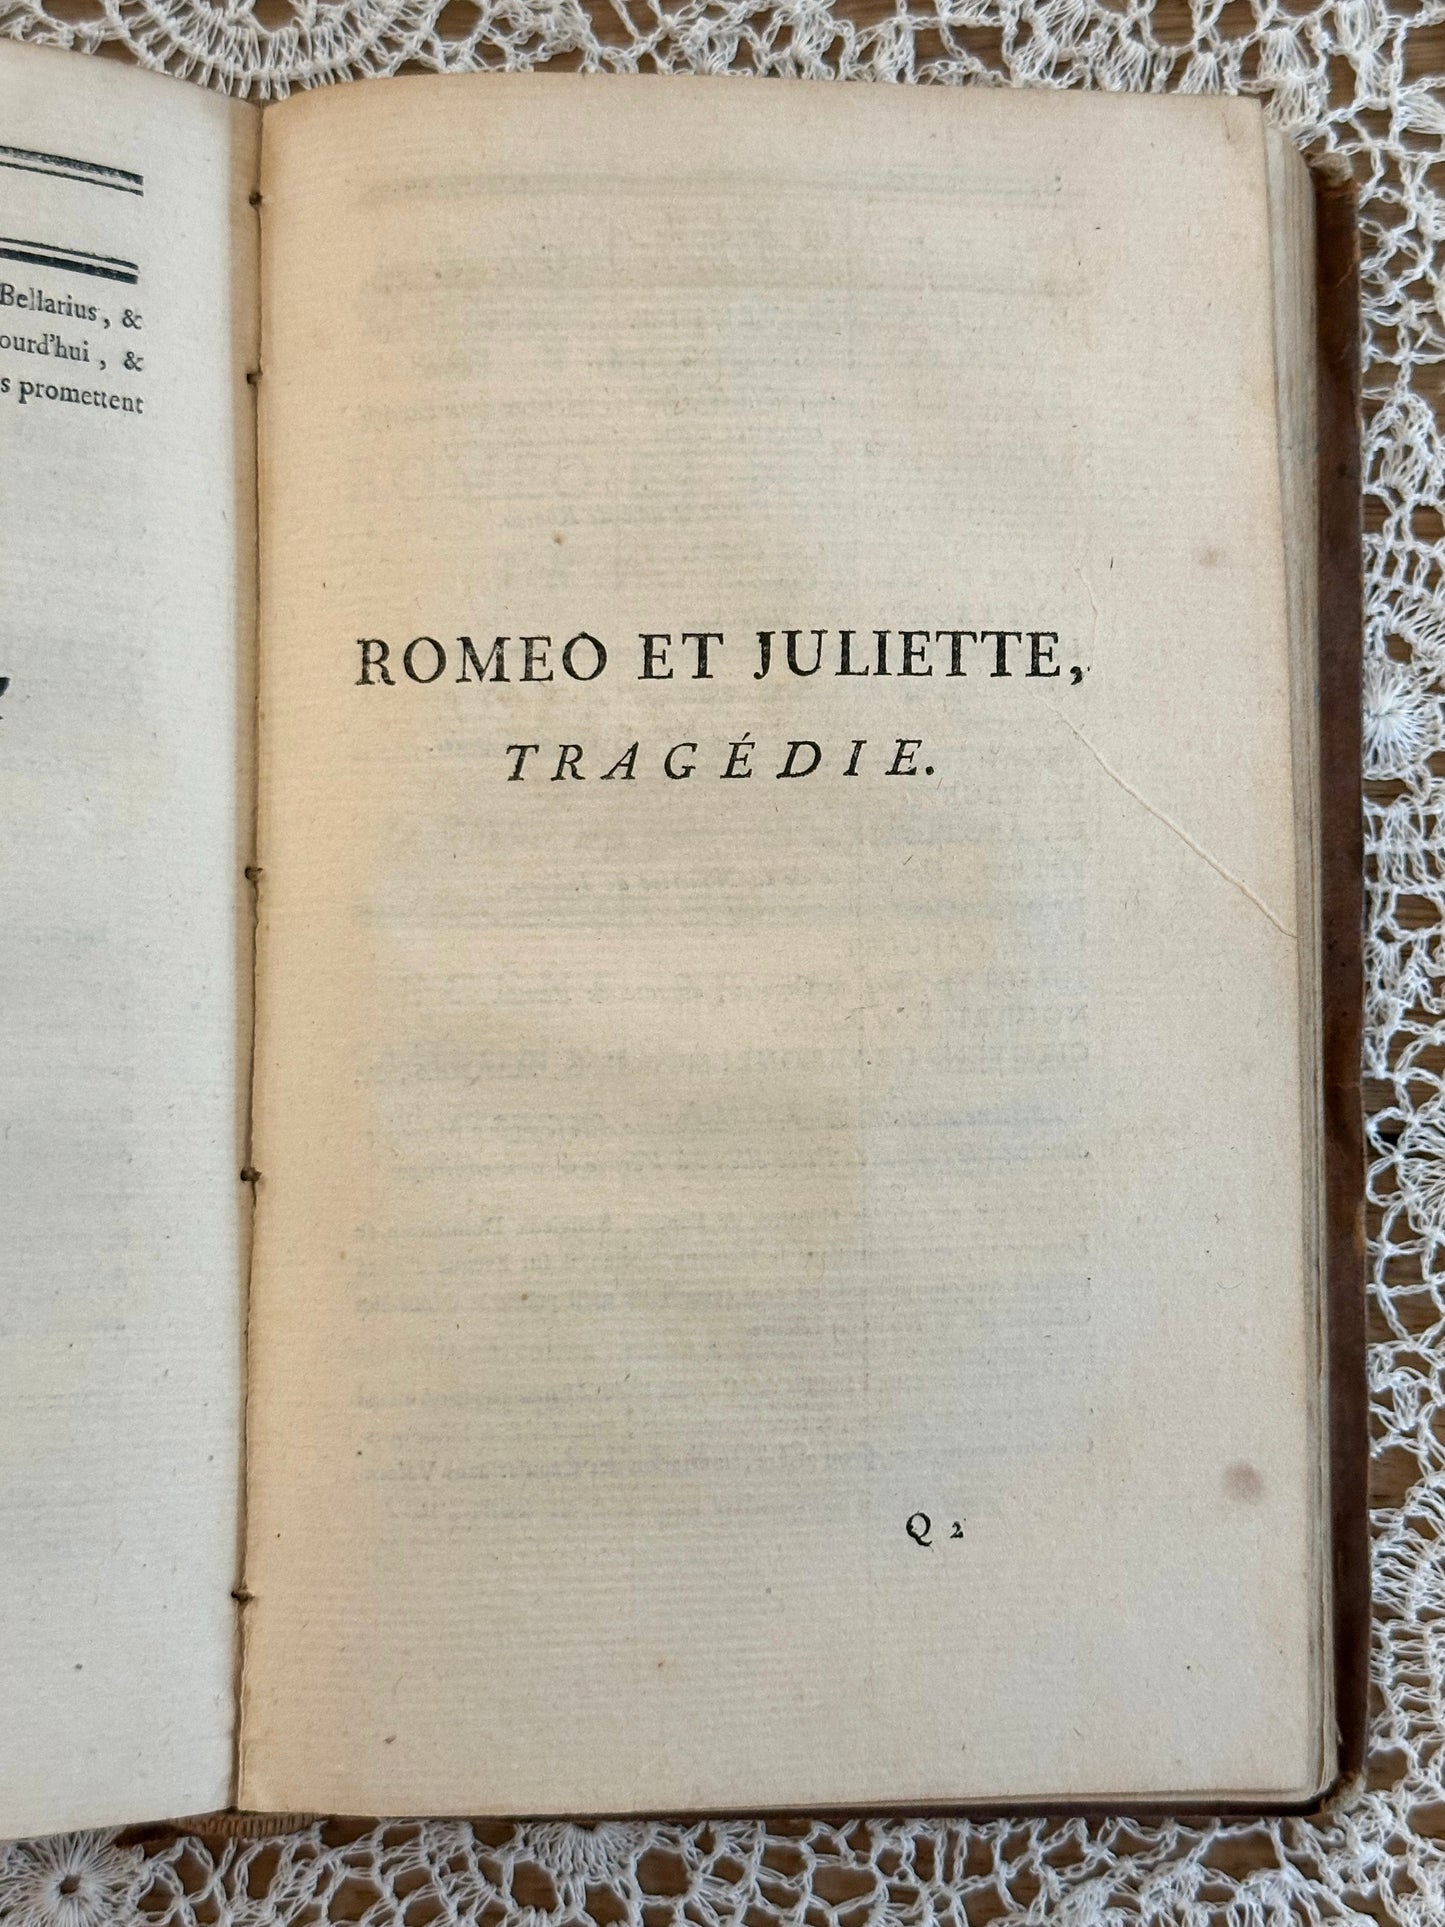 Bellarius, &
ourd'hui, &
s promettent
ROMEO ET JULIETTE,
TRAGÉDIE.
Q 2